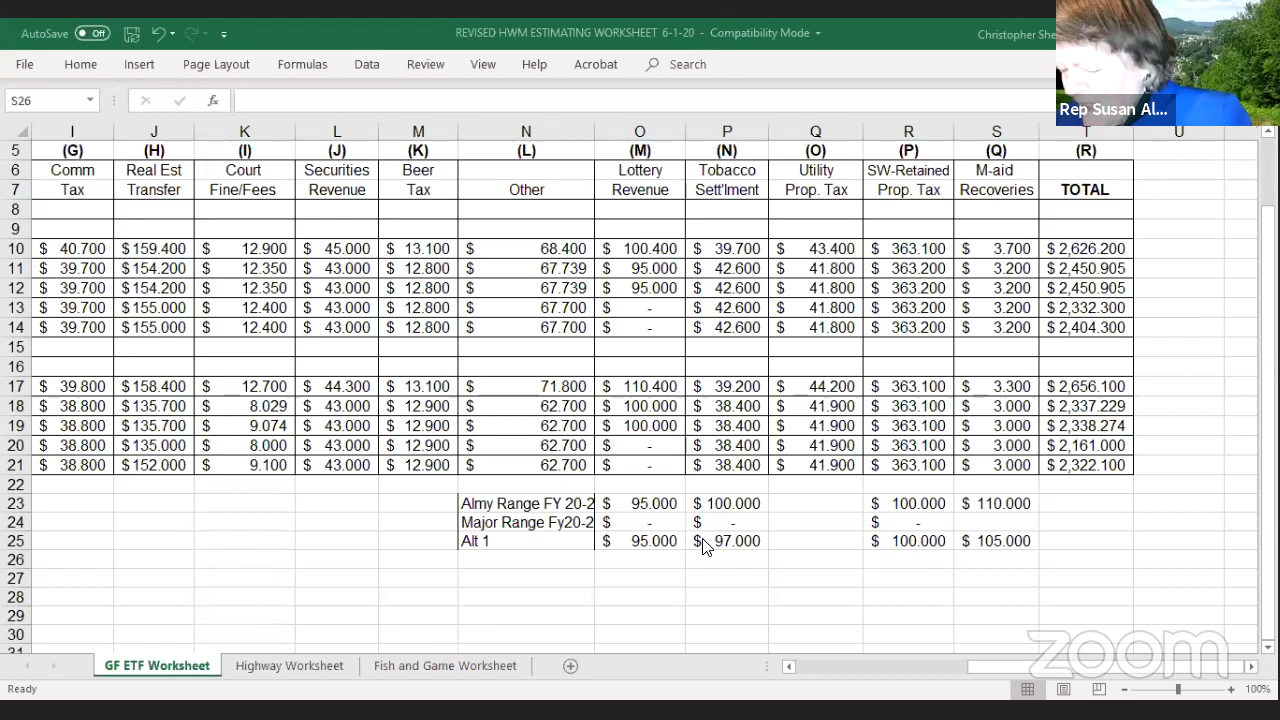 AutoSave Off REVISED HWM ESTIMATING WORKSHEET 6-1-20 - Compatibility Mode Christopher She
File Home Insert Page Layout Formulas Data Review View Help Acrobat Search
Rep Susan Al...
S26 fx
I J K L M N O P Q R S T U
5 (G) (H) (I) (J) (K) (L) (M) (N) (O) (P) (Q) (R)
6 Comm Real Est Court Securities Beer Lottery Tobacco Utility SW-Retained M-aid
7 Tax Transfer Fine/Fees Revenue Tax Other Revenue Sett'lment Prop. Tax Prop. Tax Recoveries TOTAL
8
9
10 $ 40.700 $159.400 $ 12.900 $ 45.000 $ 13.100 $ 68.400 $ 100.400 $ 39.700 $ 43.400 $ 363.100 $ 3.700 $ 2,626.200
11 $ 39.700 $154.200 $ 12.350 $ 43.000 $ 12.800 $ 67.739 $ 95.000 $ 42.600 $ 41.800 $ 363.200 $ 3.200 $ 2,450.905
12 $ 39.700 $154.200 $ 12.350 $ 43.000 $ 12.800 $ 67.739 $ 95.000 $ 42.600 $ 41.800 $ 363.200 $ 3.200 $ 2,450.905
13 $ 39.700 $155.000 $ 12.400 $ 43.000 $ 12.800 $ 67.700 $ - $ 42.600 $ 41.800 $ 363.200 $ 3.200 $ 2,332.300
14 $ 39.700 $155.000 $ 12.400 $ 43.000 $ 12.800 $ 67.700 $ - $ 42.600 $ 41.800 $ 363.200 $ 3.200 $ 2,404.300
15
16
17 $ 39.800 $158.400 $ 12.700 $ 44.300 $ 13.100 $ 71.800 $ 110.400 $ 39.200 $ 44.200 $ 363.100 $ 3.300 $ 2,656.100
18 $ 38.800 $135.700 $ 8.029 $ 43.000 $ 12.900 $ 62.700 $ 100.000 $ 38.400 $ 41.900 $ 363.100 $ 3.000 $ 2,337.229
19 $ 38.800 $135.700 $ 9.074 $ 43.000 $ 12.900 $ 62.700 $ 100.000 $ 38.400 $ 41.900 $ 363.100 $ 3.000 $ 2,338.274
20 $ 38.800 $135.000 $ 8.000 $ 43.000 $ 12.900 $ 62.700 $ - $ 38.400 $ 41.900 $ 363.100 $ 3.000 $ 2,161.000
21 $ 38.800 $152.000 $ 9.100 $ 43.000 $ 12.900 $ 62.700 $ - $ 38.400 $ 41.900 $ 363.100 $ 3.000 $ 2,322.100
22
23 Almy Range FY 20-2 $ 95.000 $ 100.000 $ 100.000 $ 110.000
24 Major Range Fy20-2 $ - $ - $ -
25 Alt 1 $ 95.000 $ 97.000 $ 100.000 $ 105.000
26
27
28
29
30
31
zoom
GF ETF Worksheet Highway Worksheet Fish and Game Worksheet
Ready 100%